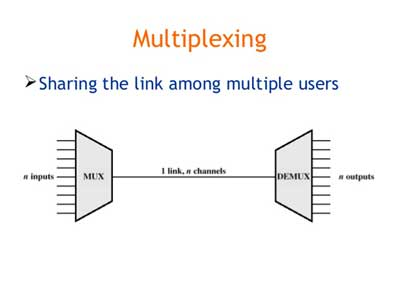 Multiplexing
➢Sharing the link among multiple users
n inputs
MUX
1 link, n channels
DEMUX
n outputs